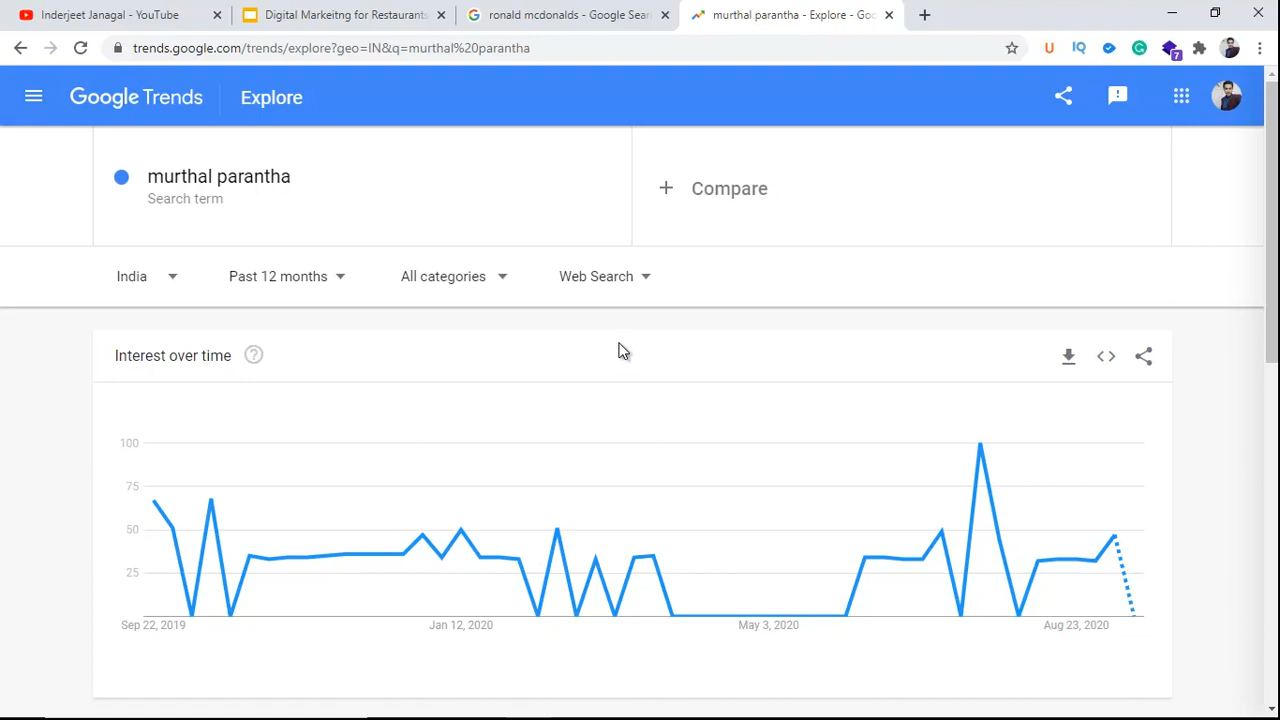 Inderjeet Janagal - YouTube
Digital Markeitng for Restaurants
ronald mcdonalds - Google Sear
murthal parantha - Explore - Goo
trends.google.com/trends/explore?geo=IN&q=murthal%20parantha
U
IQ
G
7
Google Trends
Explore
murthal parantha
Search term
+ Compare
India
Past 12 months
All categories
Web Search
Interest over time
?
<>
100
75
50
25
Sep 22, 2019
Jan 12, 2020
May 3, 2020
Aug 23, 2020